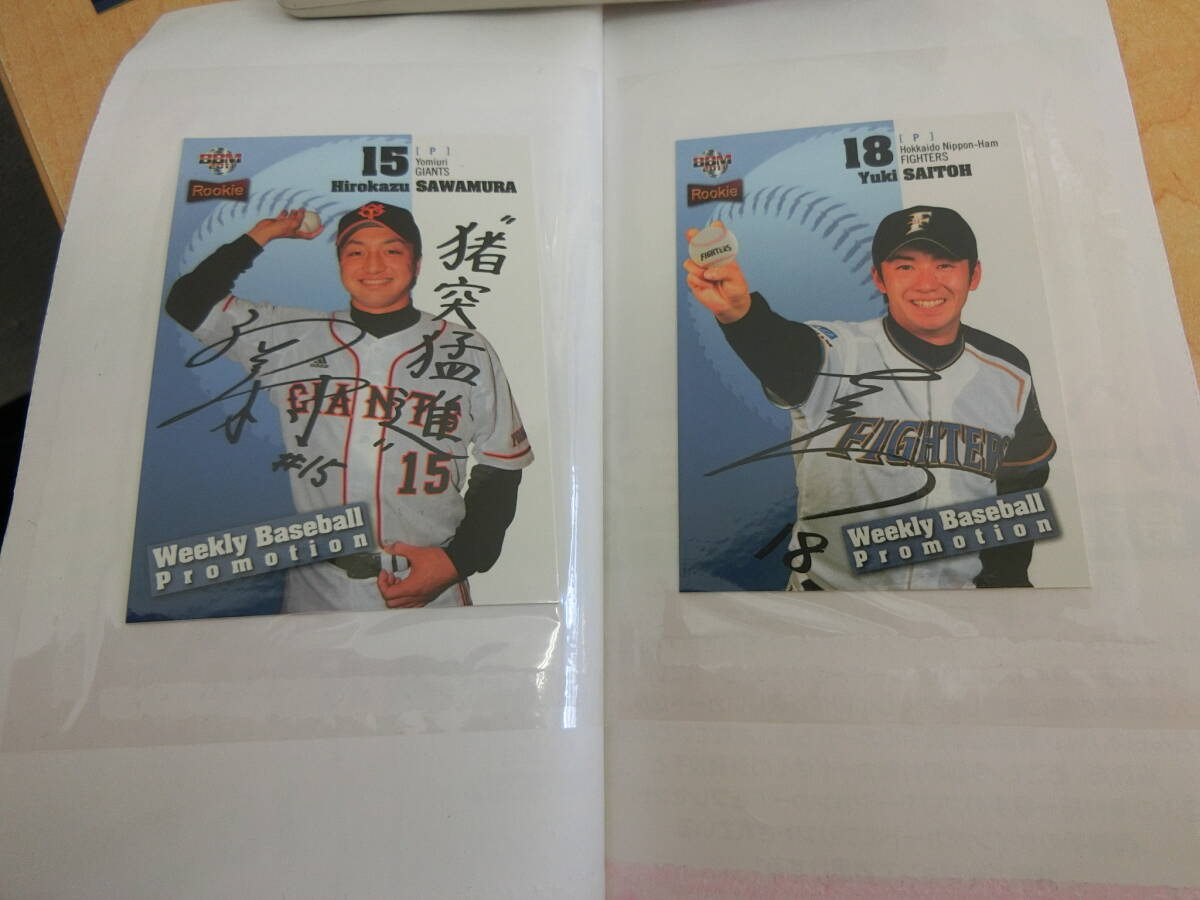 BBM
Rookie
15
[ P ]
Yomiuri
GIANTS
Hirokazu SAWAMURA
"猪突猛進"
GIANTS
15
#15
Weekly Baseball
Promotion
BBM
Rookie
18
[ P ]
Hokkaido Nippon-Ham
FIGHTERS
Yuki SAITOH
F
FIGHTERS
FIGHTERS
18
Weekly Baseball
Promotion